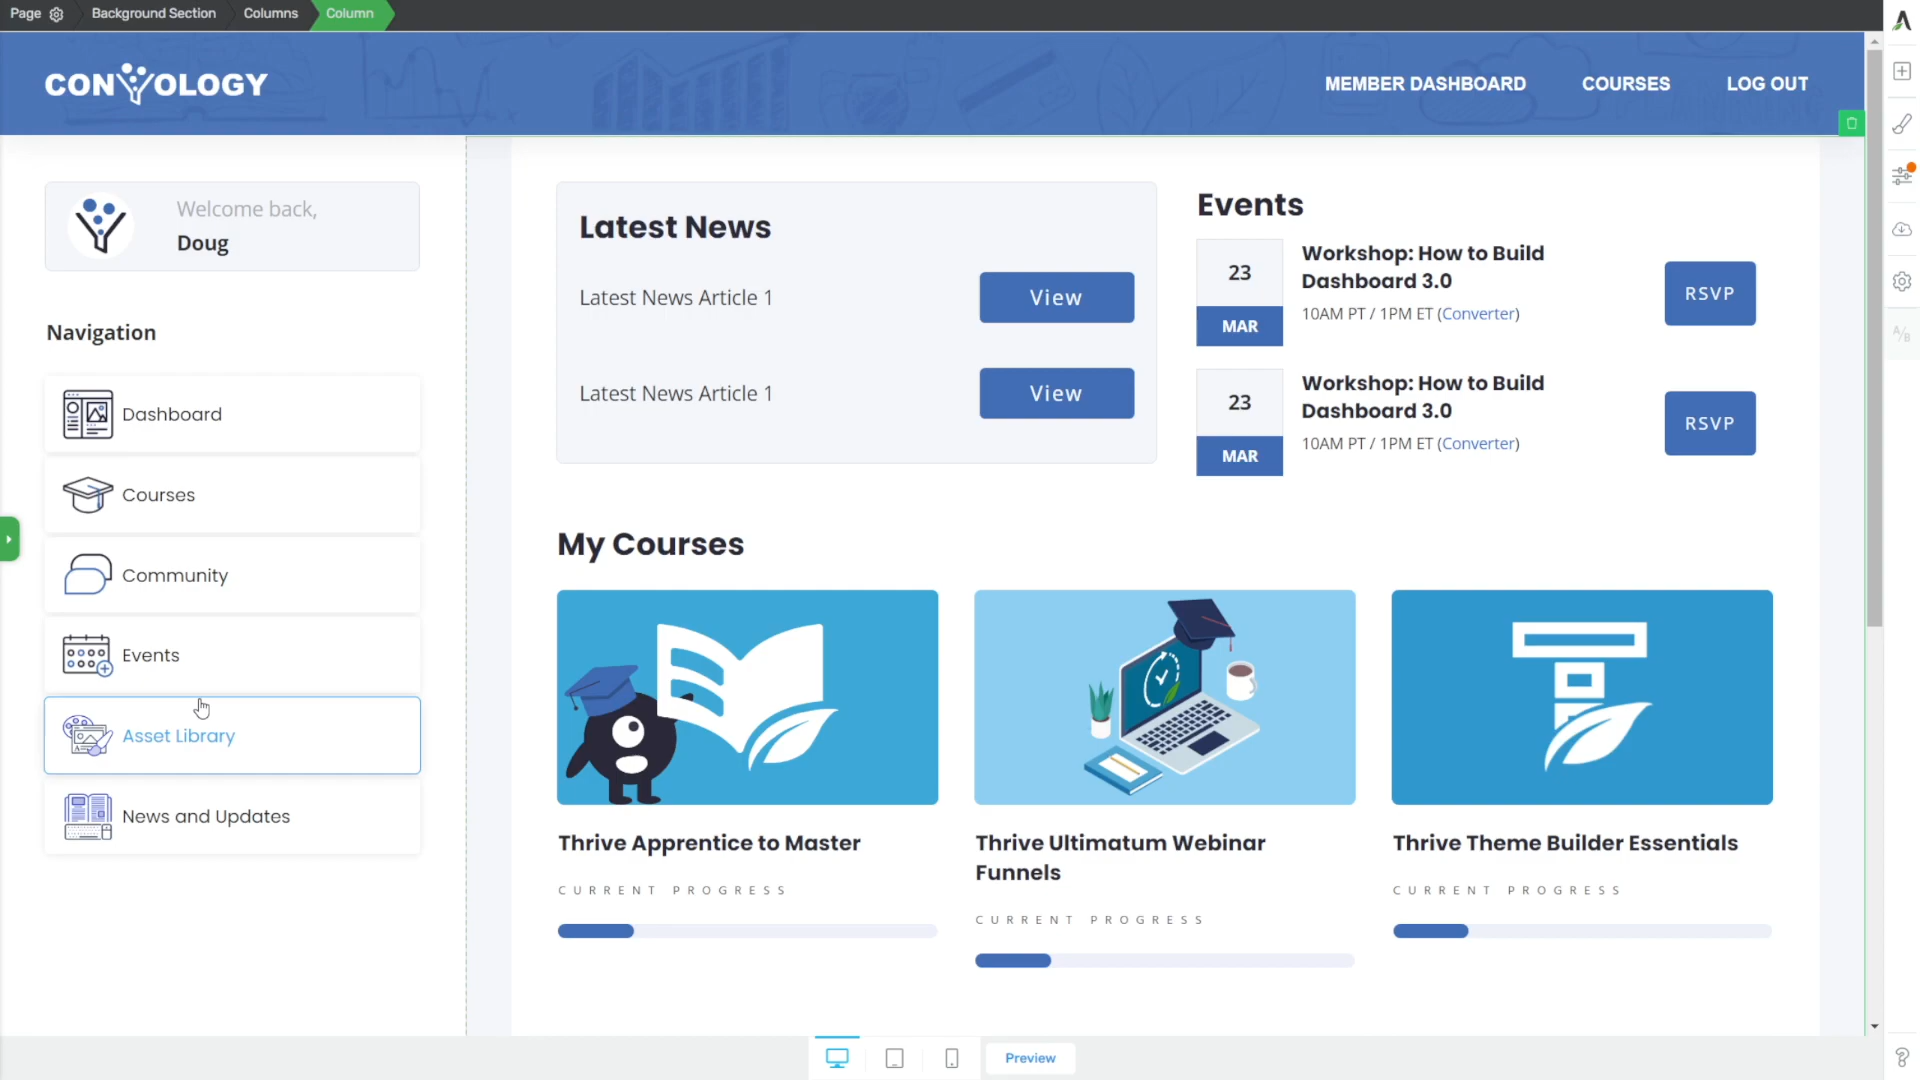 Page
Background Section
Columns
Column
CONVOLOGY
MEMBER DASHBOARD
COURSES
LOG OUT
Welcome back,
Doug
Navigation
Dashboard
Courses
Community
Events
Asset Library
News and Updates
Latest News
Latest News Article 1
View
Latest News Article 1
View
Events
23
MAR
Workshop: How to Build
Dashboard 3.0
10AM PT / 1PM ET (Converter)
RSVP
23
MAR
Workshop: How to Build
Dashboard 3.0
10AM PT / 1PM ET (Converter)
RSVP
My Courses
Thrive Apprentice to Master
CURRENT PROGRESS
Thrive Ultimatum Webinar
Funnels
CURRENT PROGRESS
Thrive Theme Builder Essentials
CURRENT PROGRESS
A/B
Preview